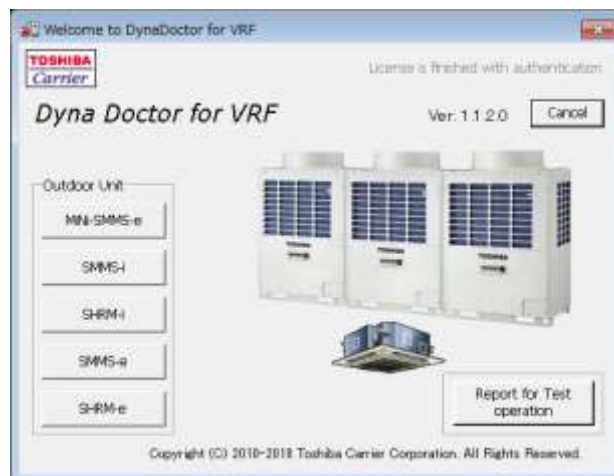 Welcome to DynaDoctor for VRF
TOSHIBA
Carrier
License is finished with authentication
Dyna Doctor for VRF
Ver. 1.1.2.0
Cancel
Outdoor Unit
MiNi-SMMS-e
SMMS-i
SHRM-i
SMMS-e
SHRM-e
Report for Test
operation
Copyright (C) 2010-2018 Toshiba Carrier Corporation. All Rights Reserved.